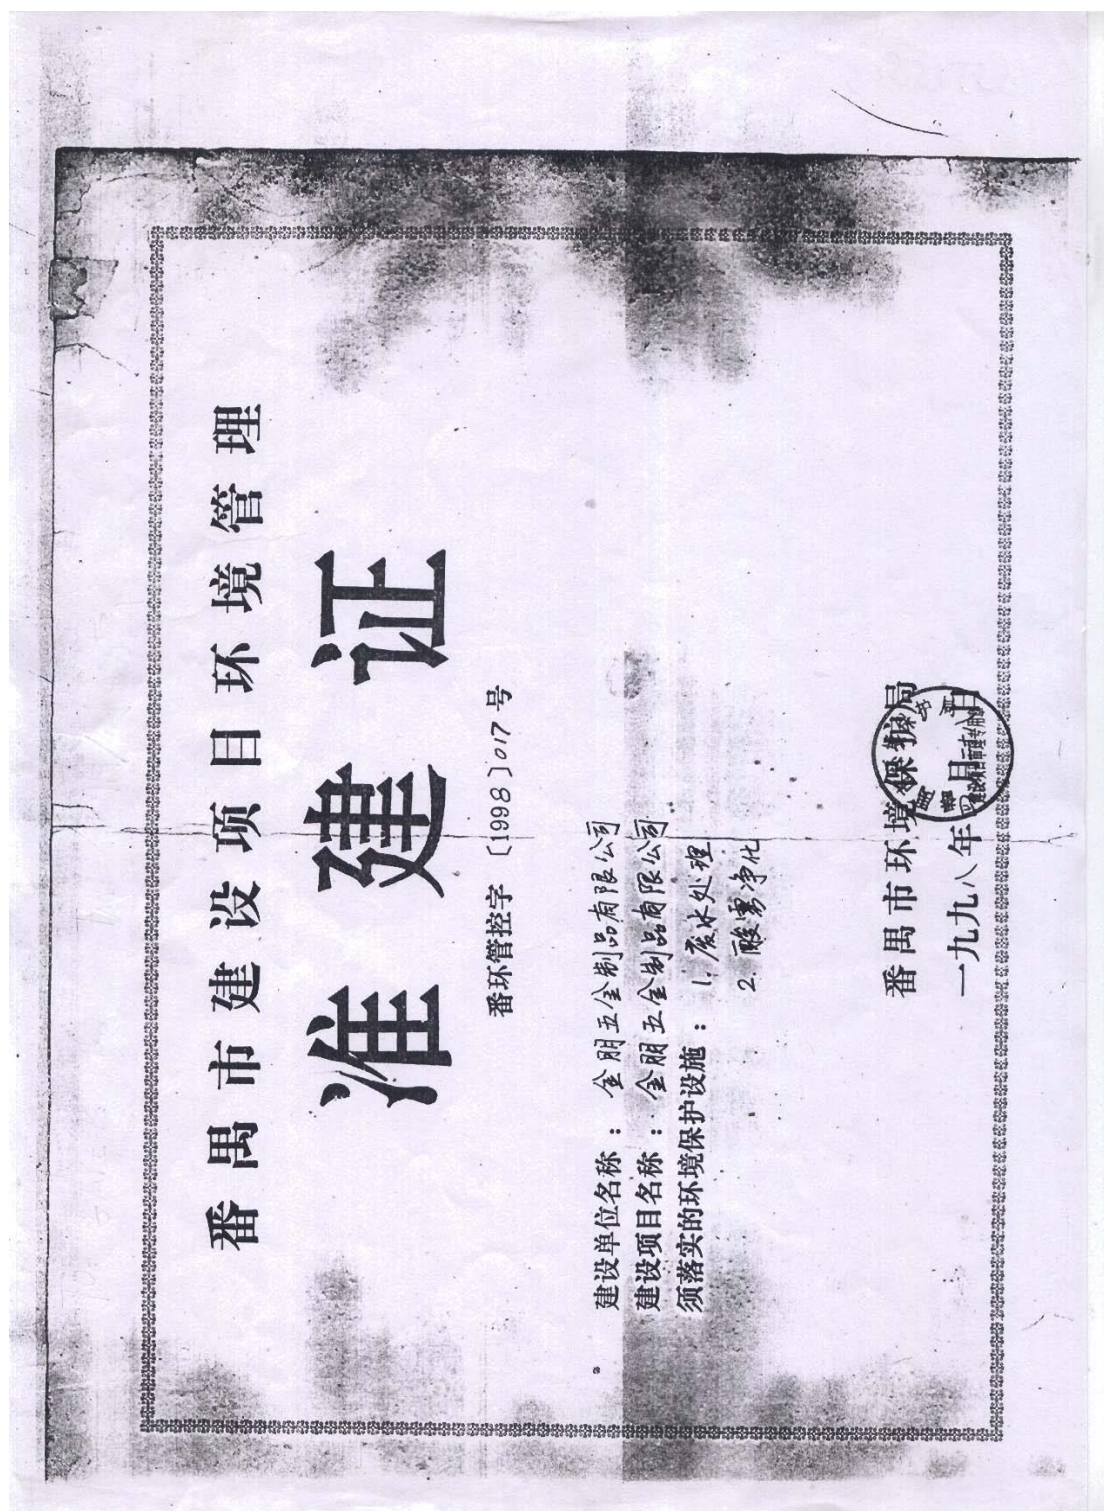 番禺市建设项目环境管理
准建证
番环管控字〔1998〕017号
建设单位名称：金朋五金制品有限公司
建设项目名称：金朋五金制品有限公司
须落实的环境保护设施：1.废水处理
2.酸雾净化
番禺市环境保护局
一九九八年 月 日